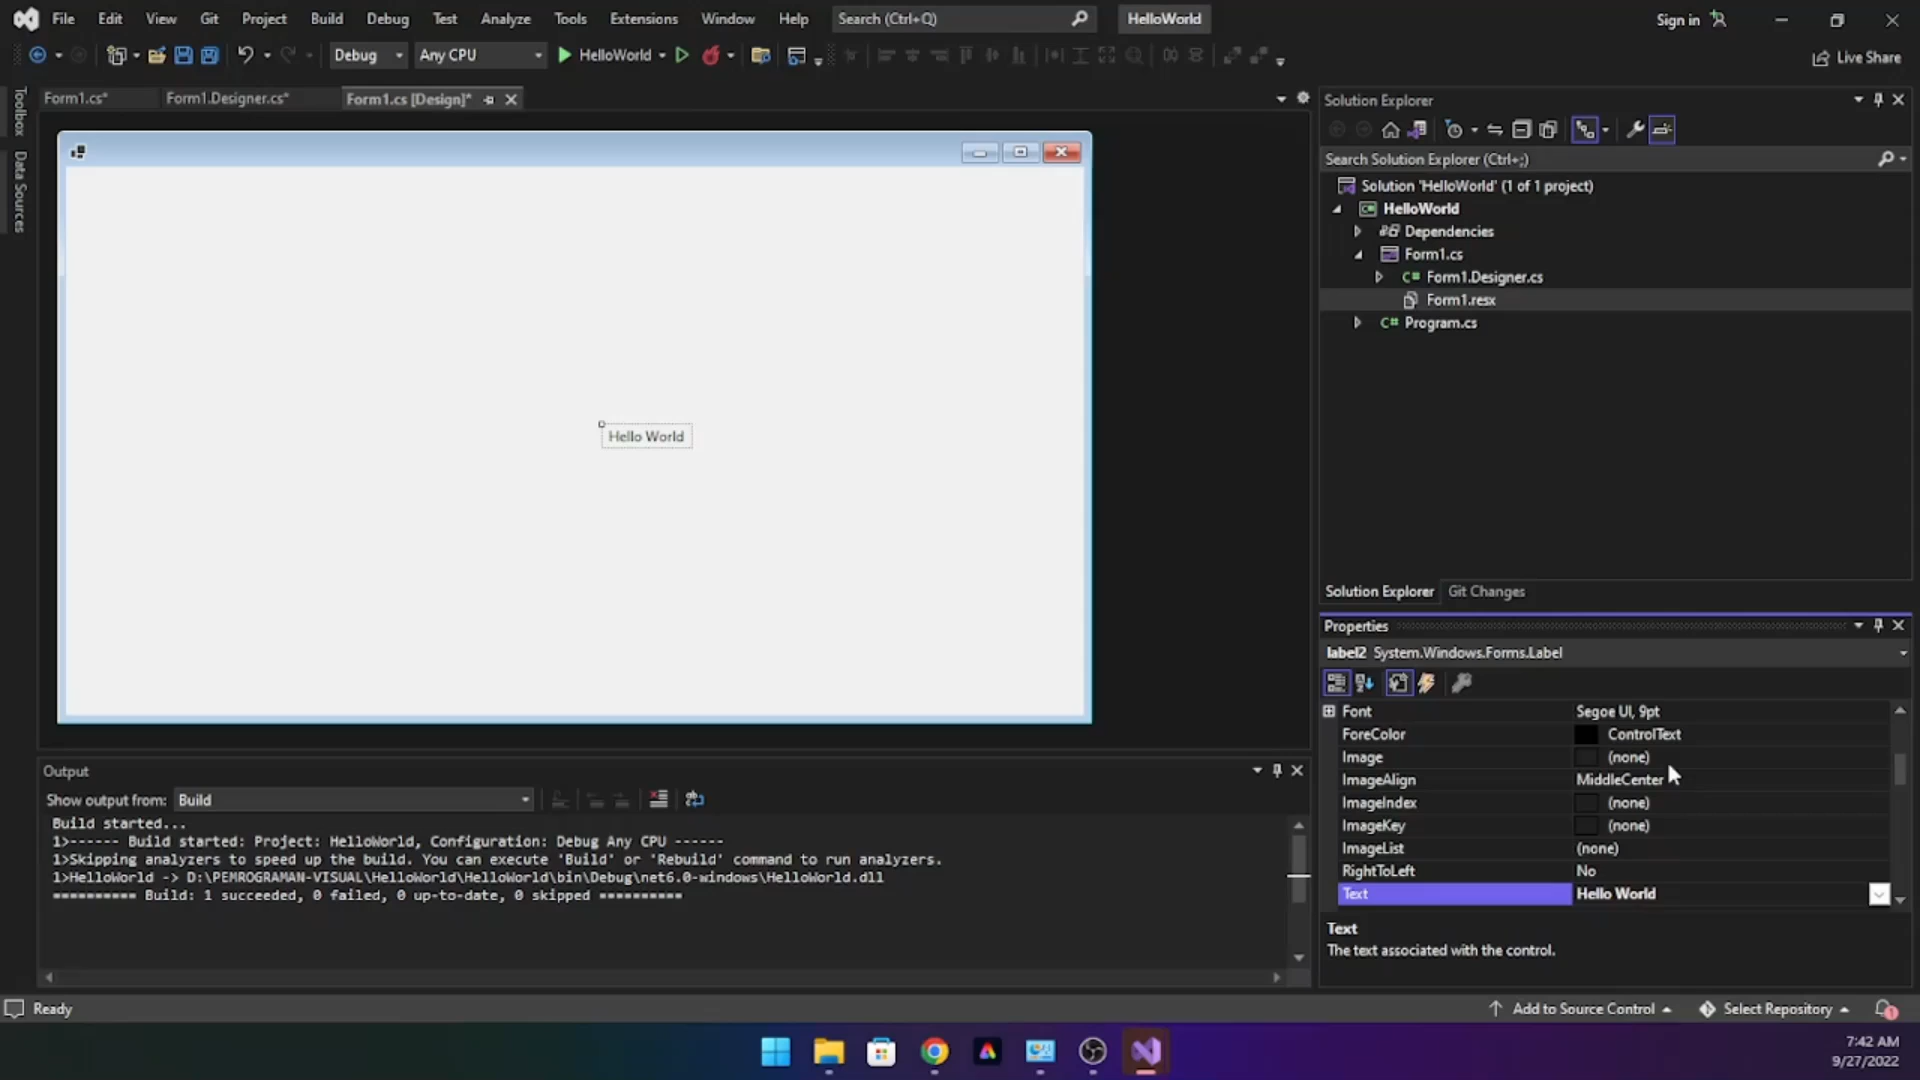 File Edit View Git Project Build Debug Test Analyze Tools Extensions Window Help Search (Ctrl+Q) HelloWorld Sign in
Debug Any CPU HelloWorld Live Share
Toolbox
Data Sources
Form1.cs* Form1.Designer.cs* Form1.cs [Design]*
Hello World
Solution Explorer
Search Solution Explorer (Ctrl+;)
Solution 'HelloWorld' (1 of 1 project)
HelloWorld
Dependencies
Form1.cs
C# Form1.Designer.cs
Form1.resx
C# Program.cs
Solution Explorer Git Changes
Properties
label2 System.Windows.Forms.Label
Font Segoe UI, 9pt
ForeColor ControlText
Image (none)
ImageAlign MiddleCenter
ImageIndex (none)
ImageKey (none)
ImageList (none)
RightToLeft No
Text Hello World
Text
The text associated with the control.
Output
Show output from: Build
Build started...
1>------ Build started: Project: HelloWorld, Configuration: Debug Any CPU ------
1>Skipping analyzers to speed up the build. You can execute 'Build' or 'Rebuild' command to run analyzers.
1>HelloWorld -> D:\PEMROGRAMAN-VISUAL\HelloWorld\HelloWorld\bin\Debug\net6.0-windows\HelloWorld.dll
========== Build: 1 succeeded, 0 failed, 0 up-to-date, 0 skipped ==========
Ready Add to Source Control Select Repository 1
7:42 AM
9/27/2022